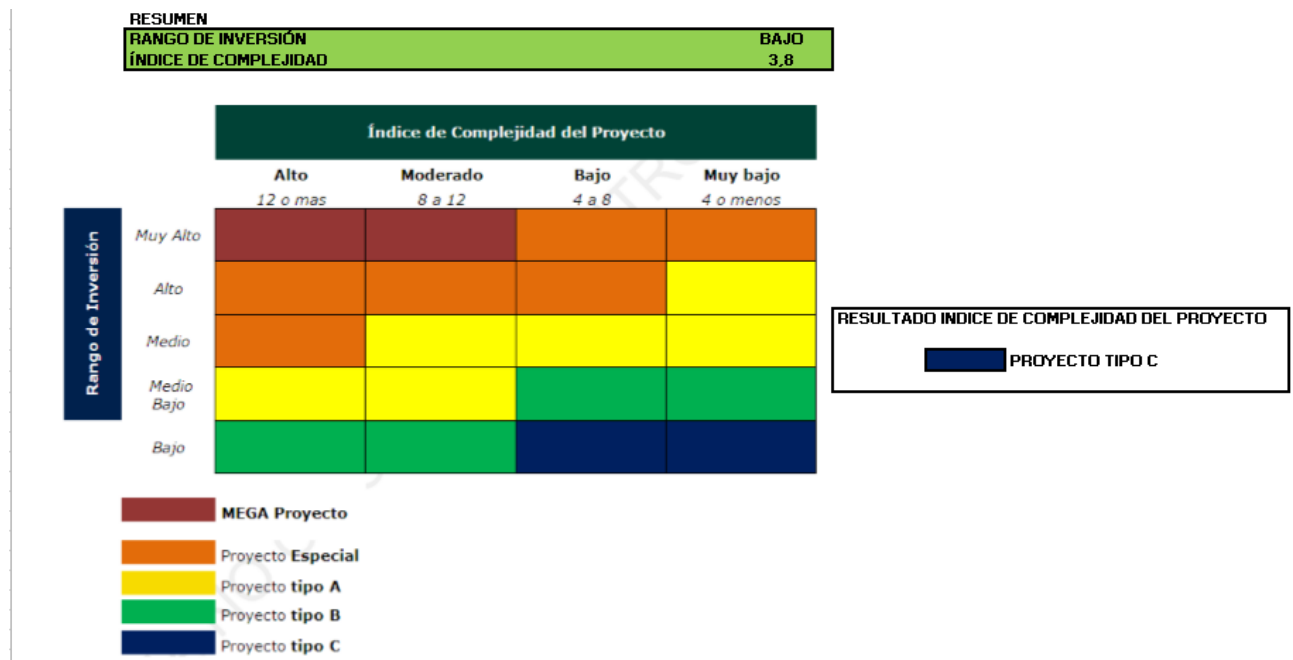 RESUMEN
RANGO DE INVERSIÓN BAJO
ÍNDICE DE COMPLEJIDAD 3,8
Índice de Complejidad del Proyecto
Alto Moderado Bajo Muy bajo
12 o mas 8 a 12 4 a 8 4 o menos
Rango de Inversión
Muy Alto
Alto
Medio
Medio
Bajo
Bajo
RESULTADO INDICE DE COMPLEJIDAD DEL PROYECTO
PROYECTO TIPO C
MEGA Proyecto
Proyecto Especial
Proyecto tipo A
Proyecto tipo B
Proyecto tipo C